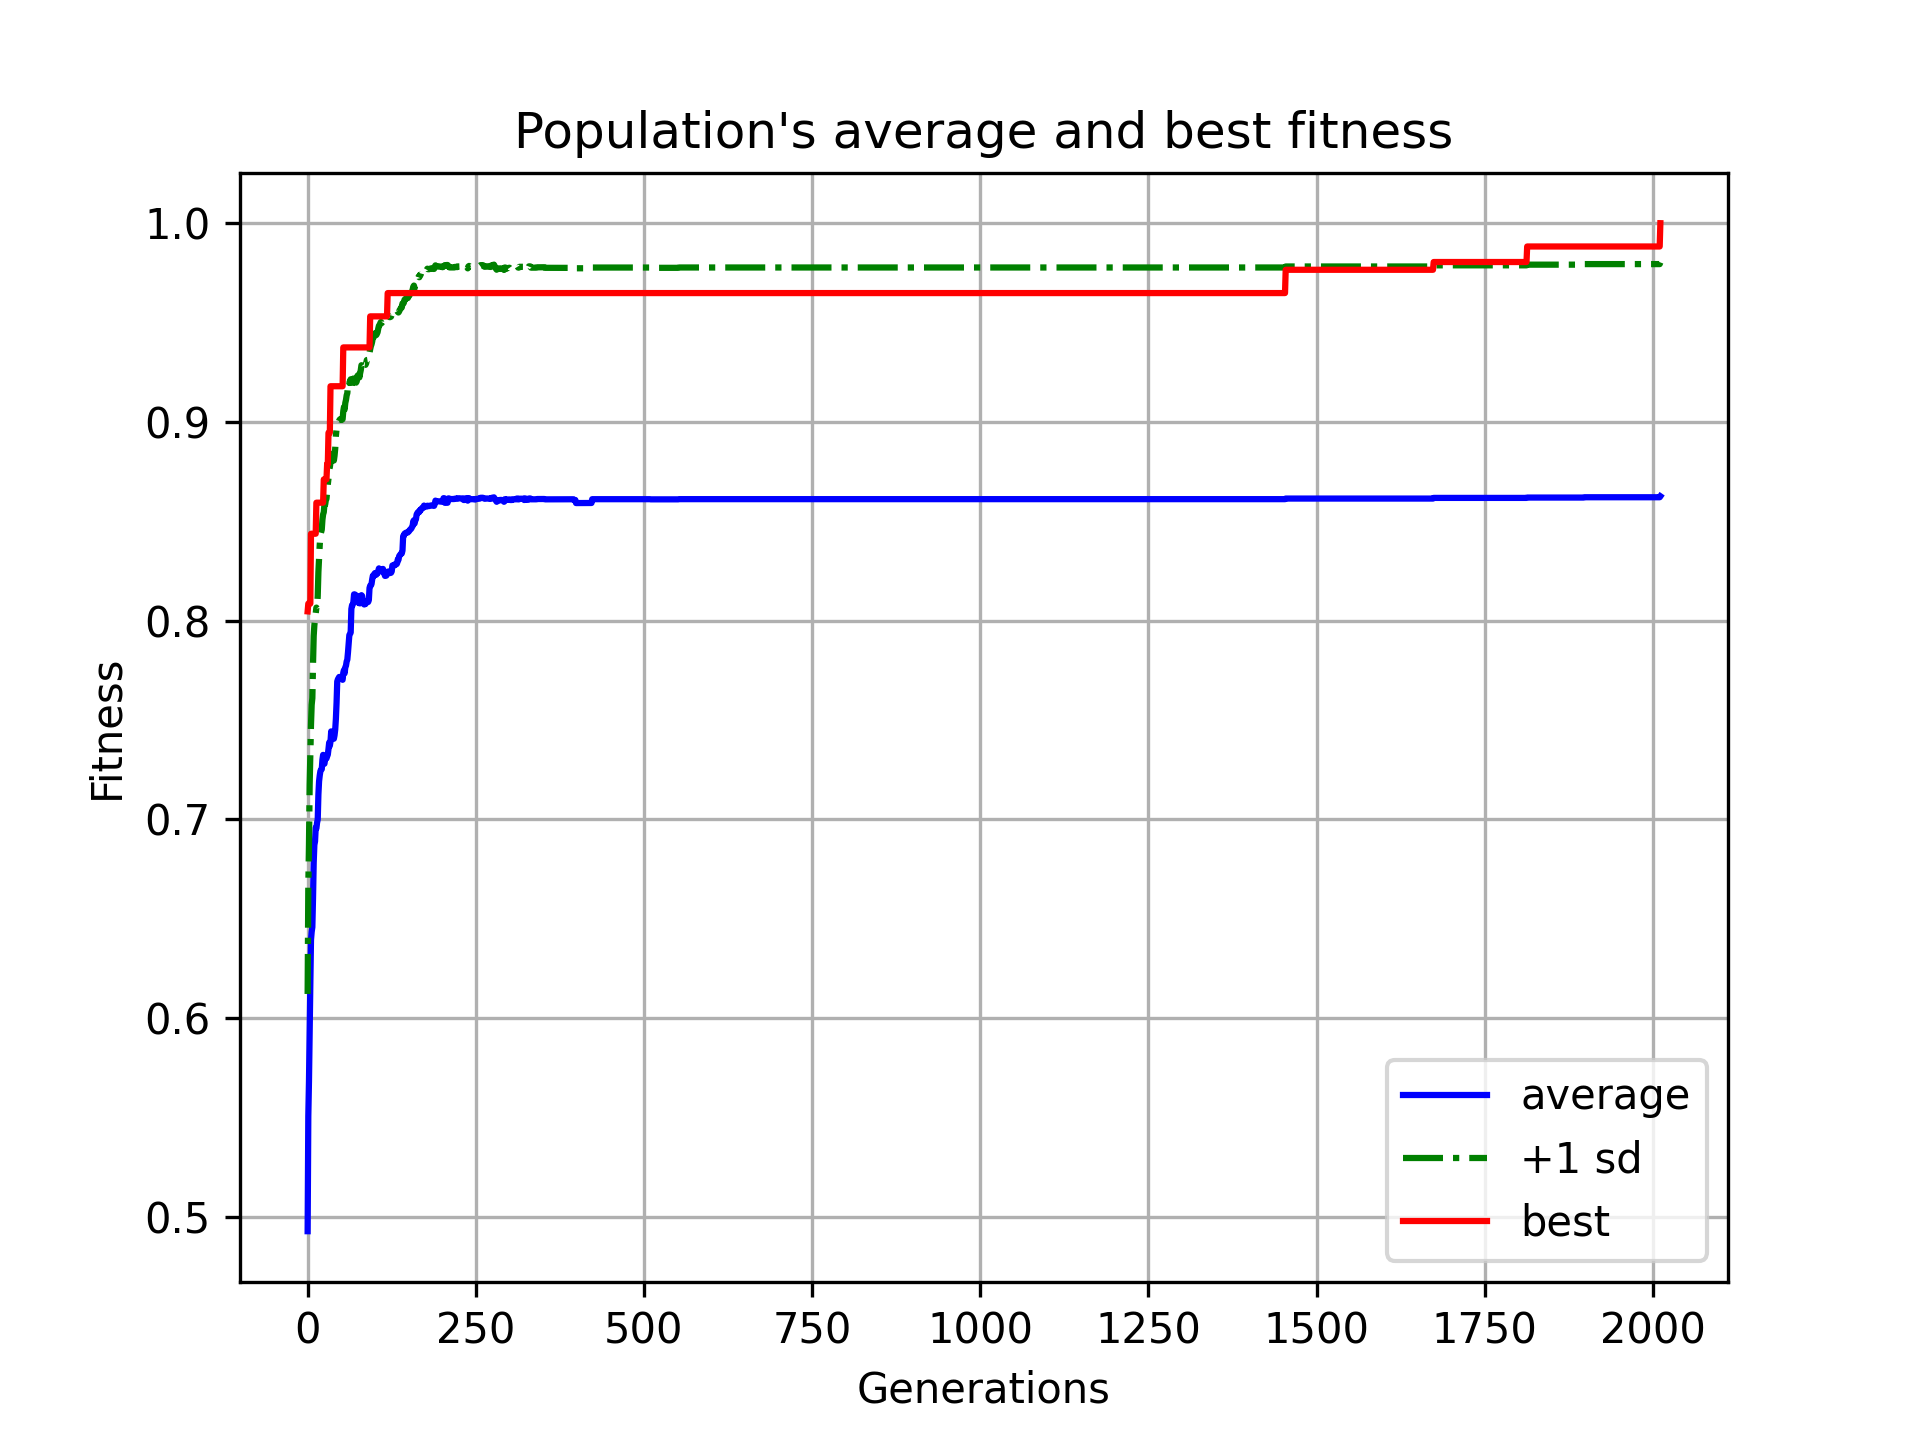 Population's average and best fitness
1.0
0.9
0.8
0.7
0.6
0.5
Fitness
average
+1 sd
best
0 250 500 750 1000 1250 1500 1750 2000
Generations